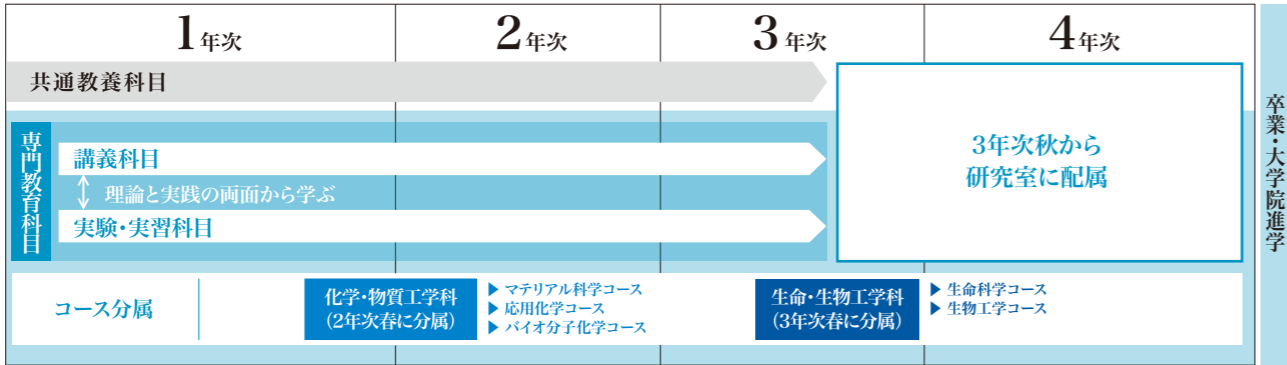 1年次
2年次
3年次
4年次
共通教養科目
専門教育科目
講義科目
理論と実践の両面から学ぶ
実験・実習科目
3年次秋から
研究室に配属
コース分属
化学・物質工学科
(2年次春に分属)
▶ マテリアル科学コース
▶ 応用化学コース
▶ バイオ分子化学コース
生命・生物工学科
(3年次春に分属)
▶ 生命科学コース
▶ 生物工学コース
卒業・大学院進学